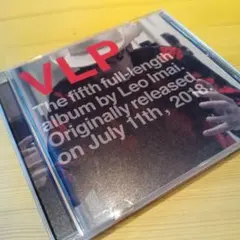 VLP
The fifth full-length
album by Leo Imai.
Originally released
on July 11th, 2018.